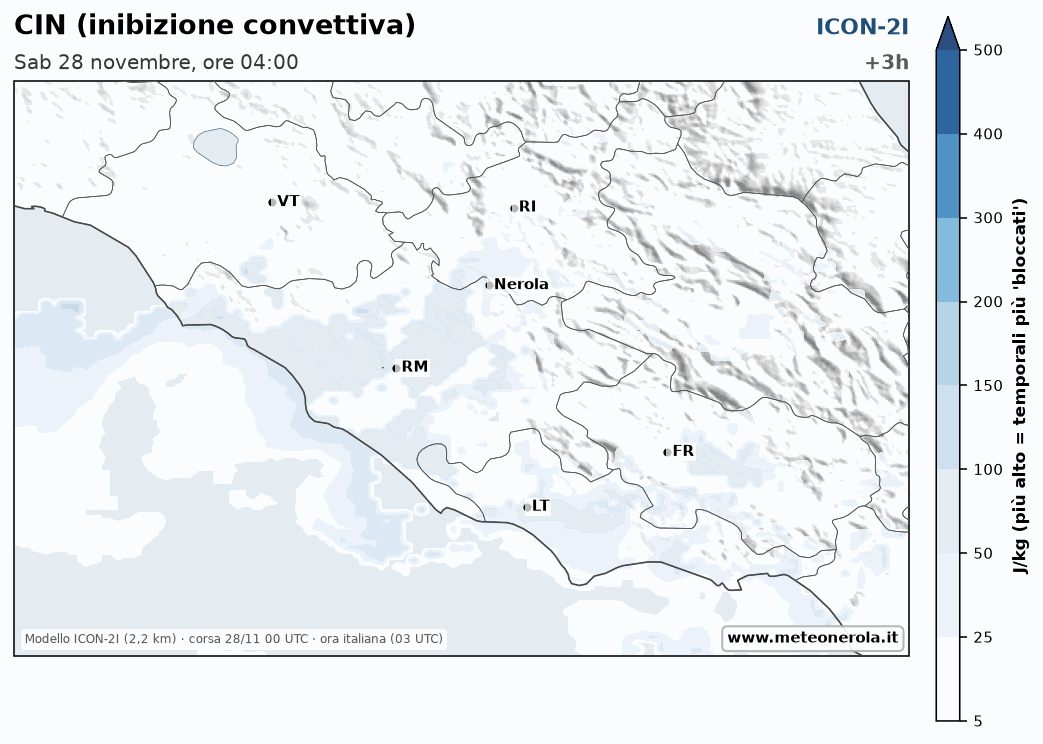 CIN (inibizione convettiva)
ICON-2I
Sab 28 novembre, ore 04:00
+3h
VT
RI
Nerola
RM
FR
LT
Modello ICON-2I (2,2 km) · corsa 28/11 00 UTC · ora italiana (03 UTC)
www.meteonerola.it
500
400
300
200
150
100
50
25
5
J/kg (più alto = temporali più 'bloccati')